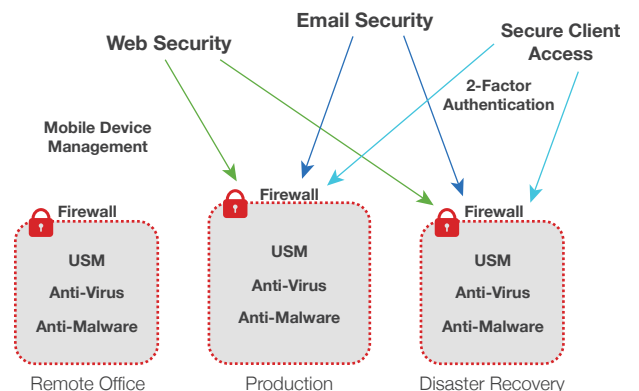 Email Security
Web Security
Secure Client
Access
2-Factor
Authentication
Mobile Device
Management
Firewall
USM
Anti-Virus
Anti-Malware
Remote Office
Firewall
USM
Anti-Virus
Anti-Malware
Production
Firewall
USM
Anti-Virus
Anti-Malware
Disaster Recovery